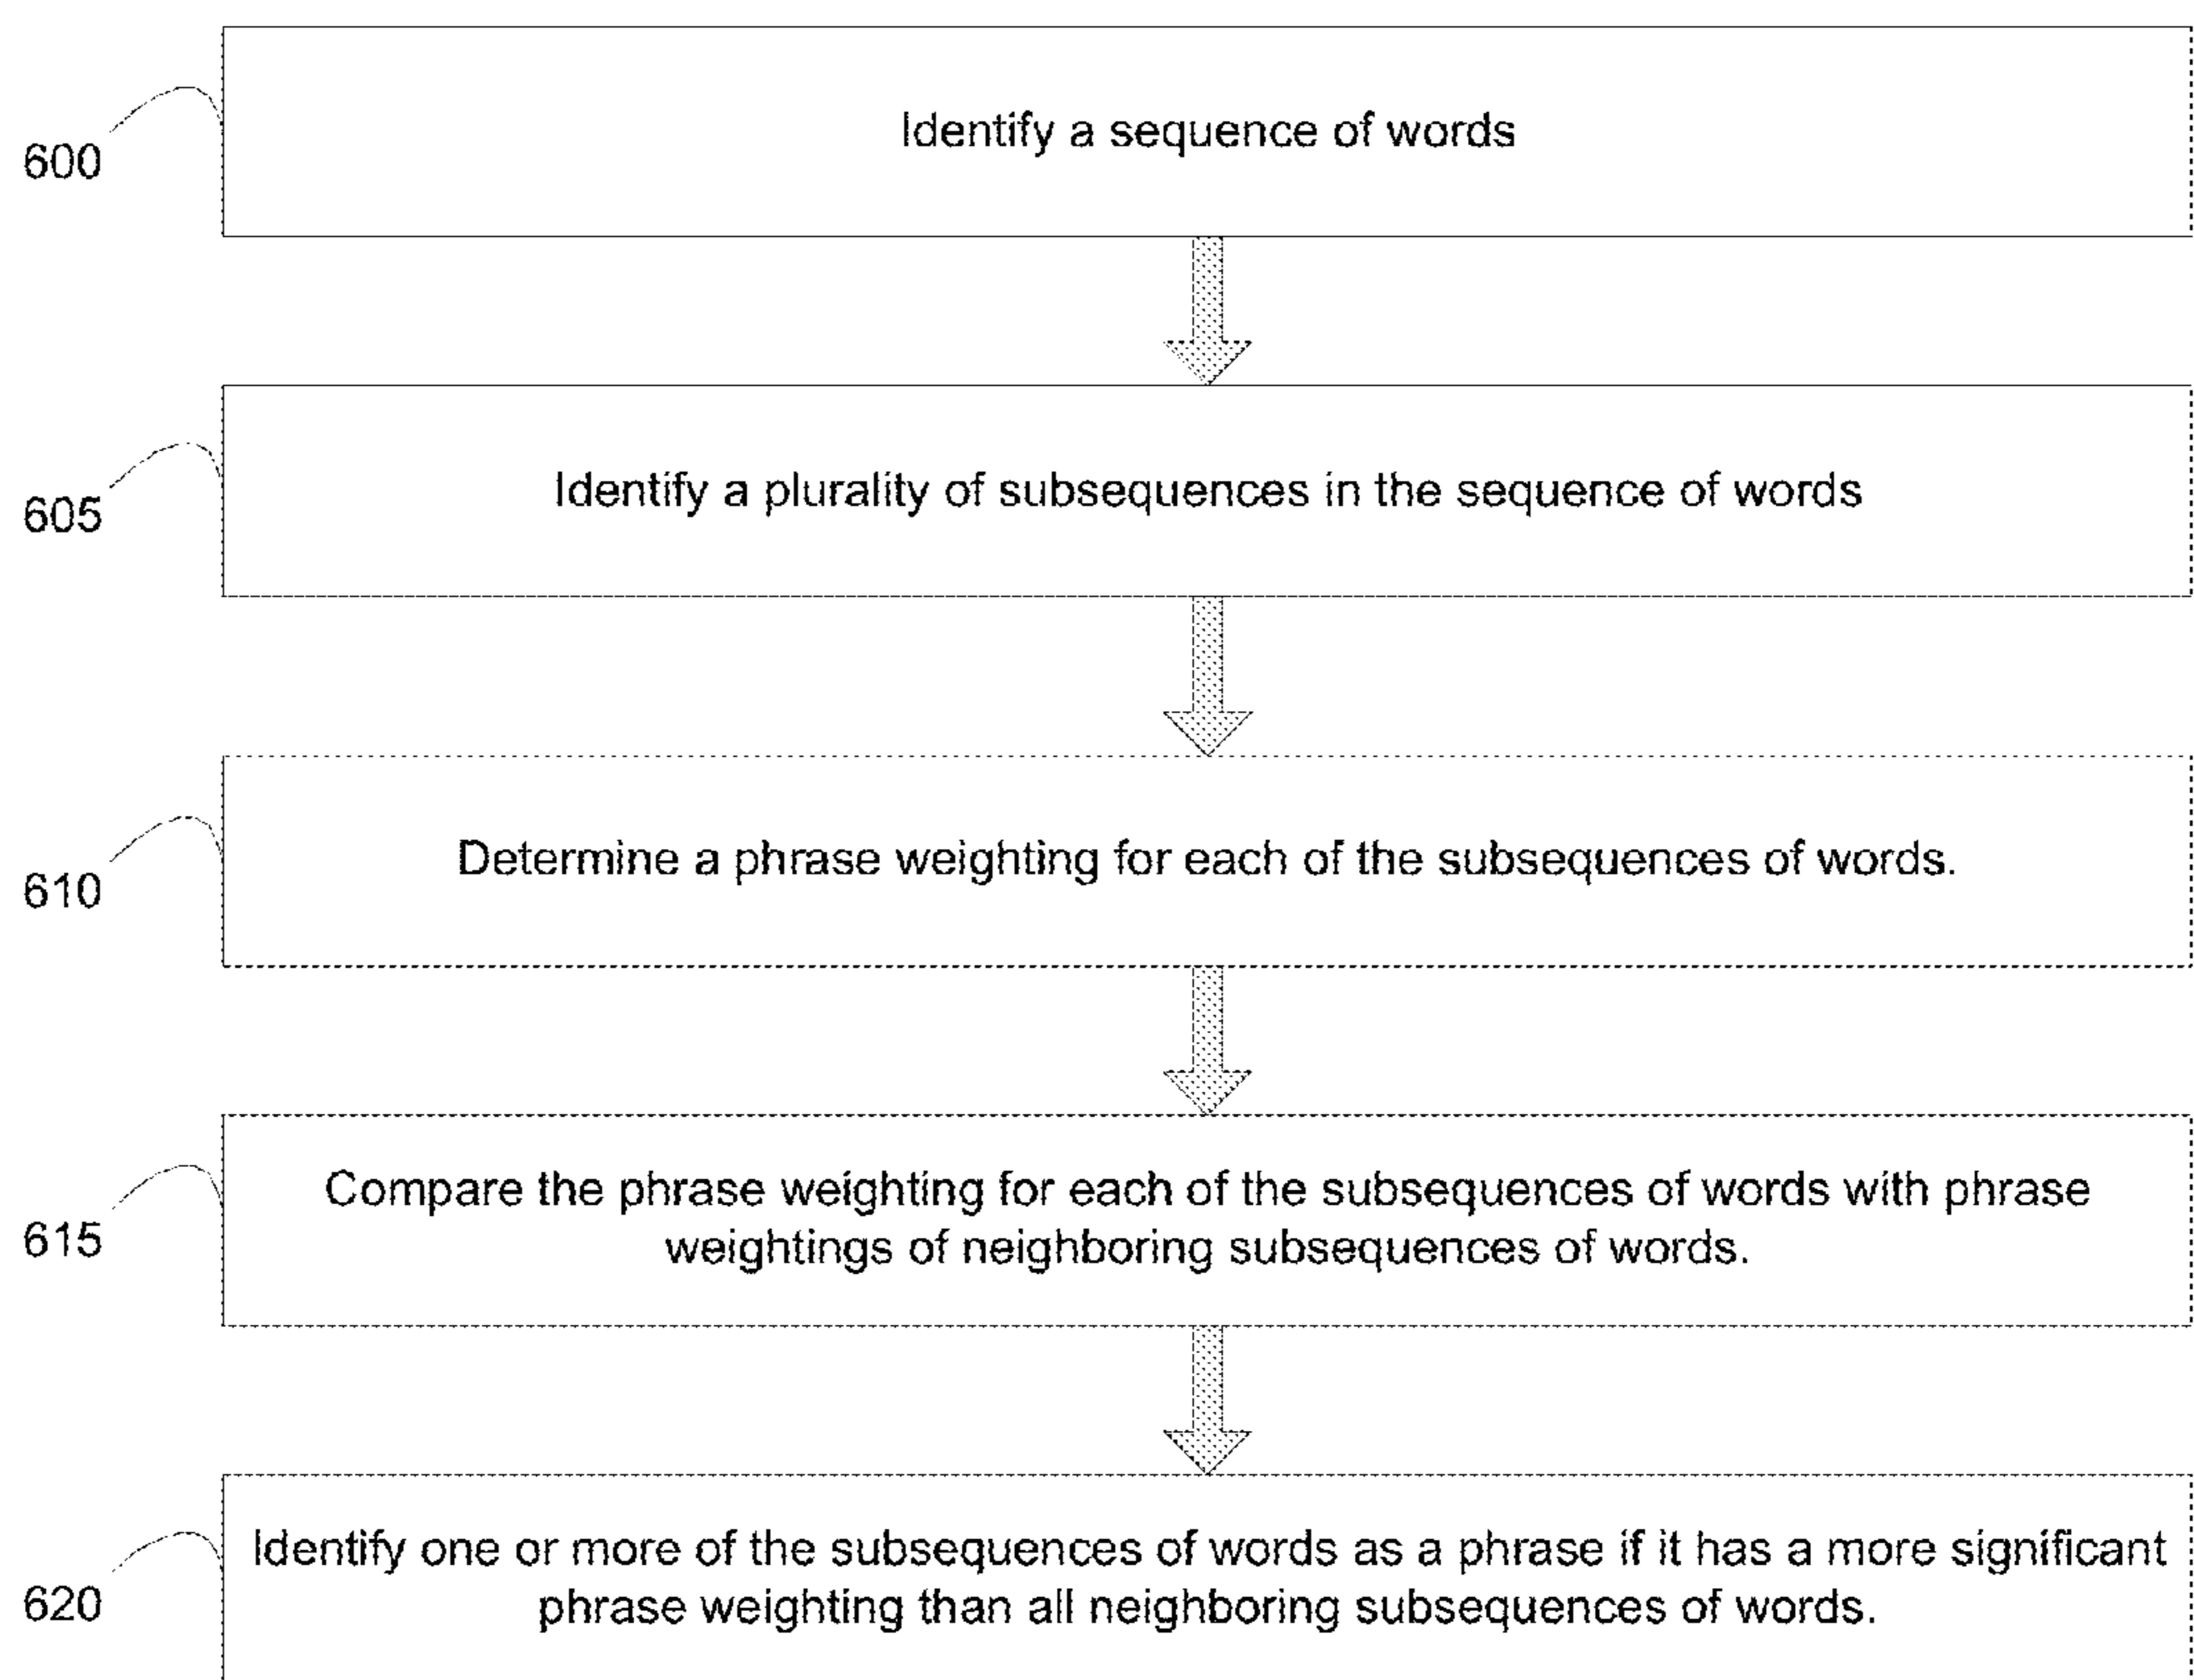 Identify a sequence of words
600
Identify a plurality of subsequences in the sequence of words
605
Determine a phrase weighting for each of the subsequences of words.
610
Compare the phrase weighting for each of the subsequences of words with phrase
weightings of neighboring subsequences of words.
615
Identify one or more of the subsequences of words as a phrase if it has a more significant
phrase weighting than all neighboring subsequences of words.
620